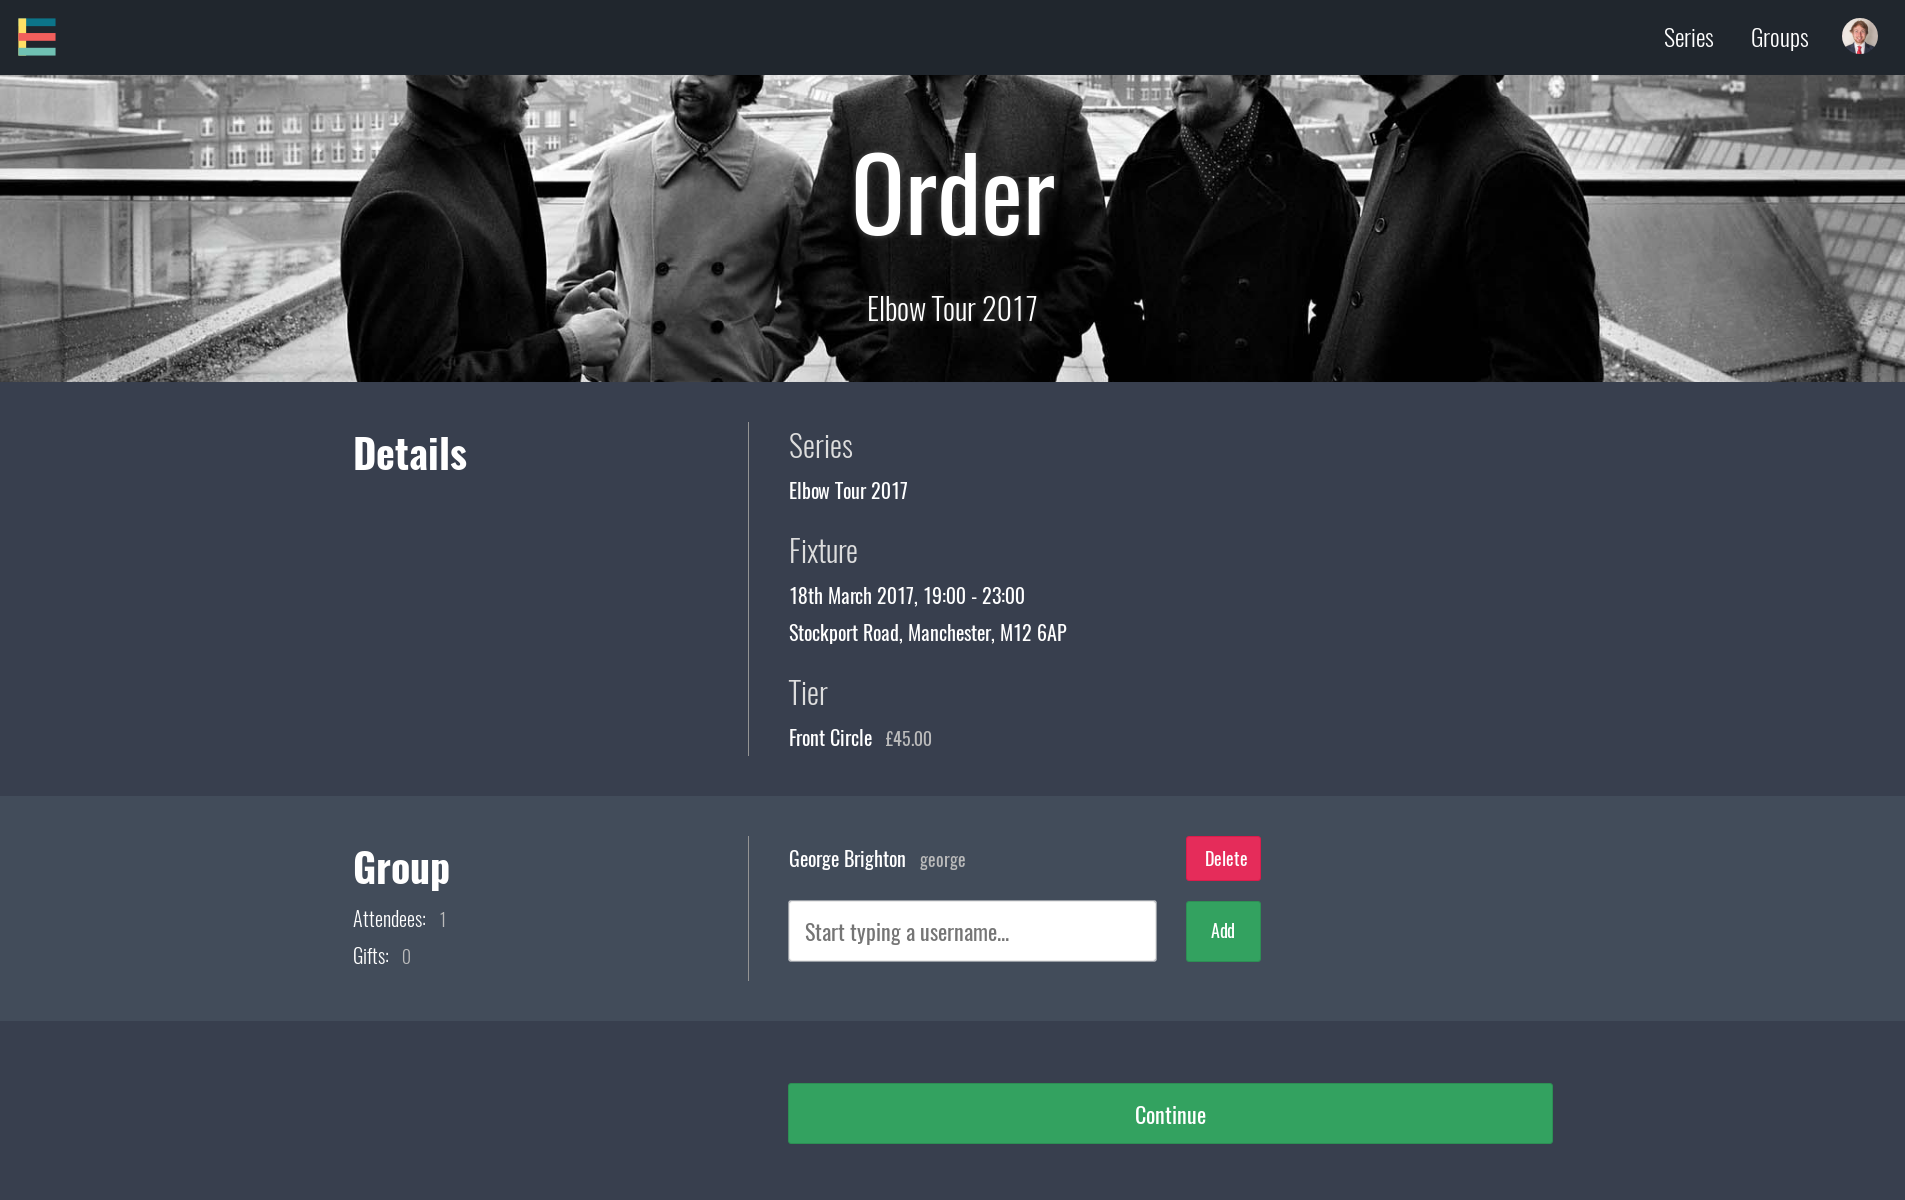 Series
Groups
Order
Elbow Tour 2017
Details
Series
Elbow Tour 2017
Fixture
18th March 2017, 19:00 - 23:00
Stockport Road, Manchester, M12 6AP
Tier
Front Circle £45.00
Group
Attendees: 1
Gifts: 0
George Brighton george
Delete
Start typing a username...
Add
Continue